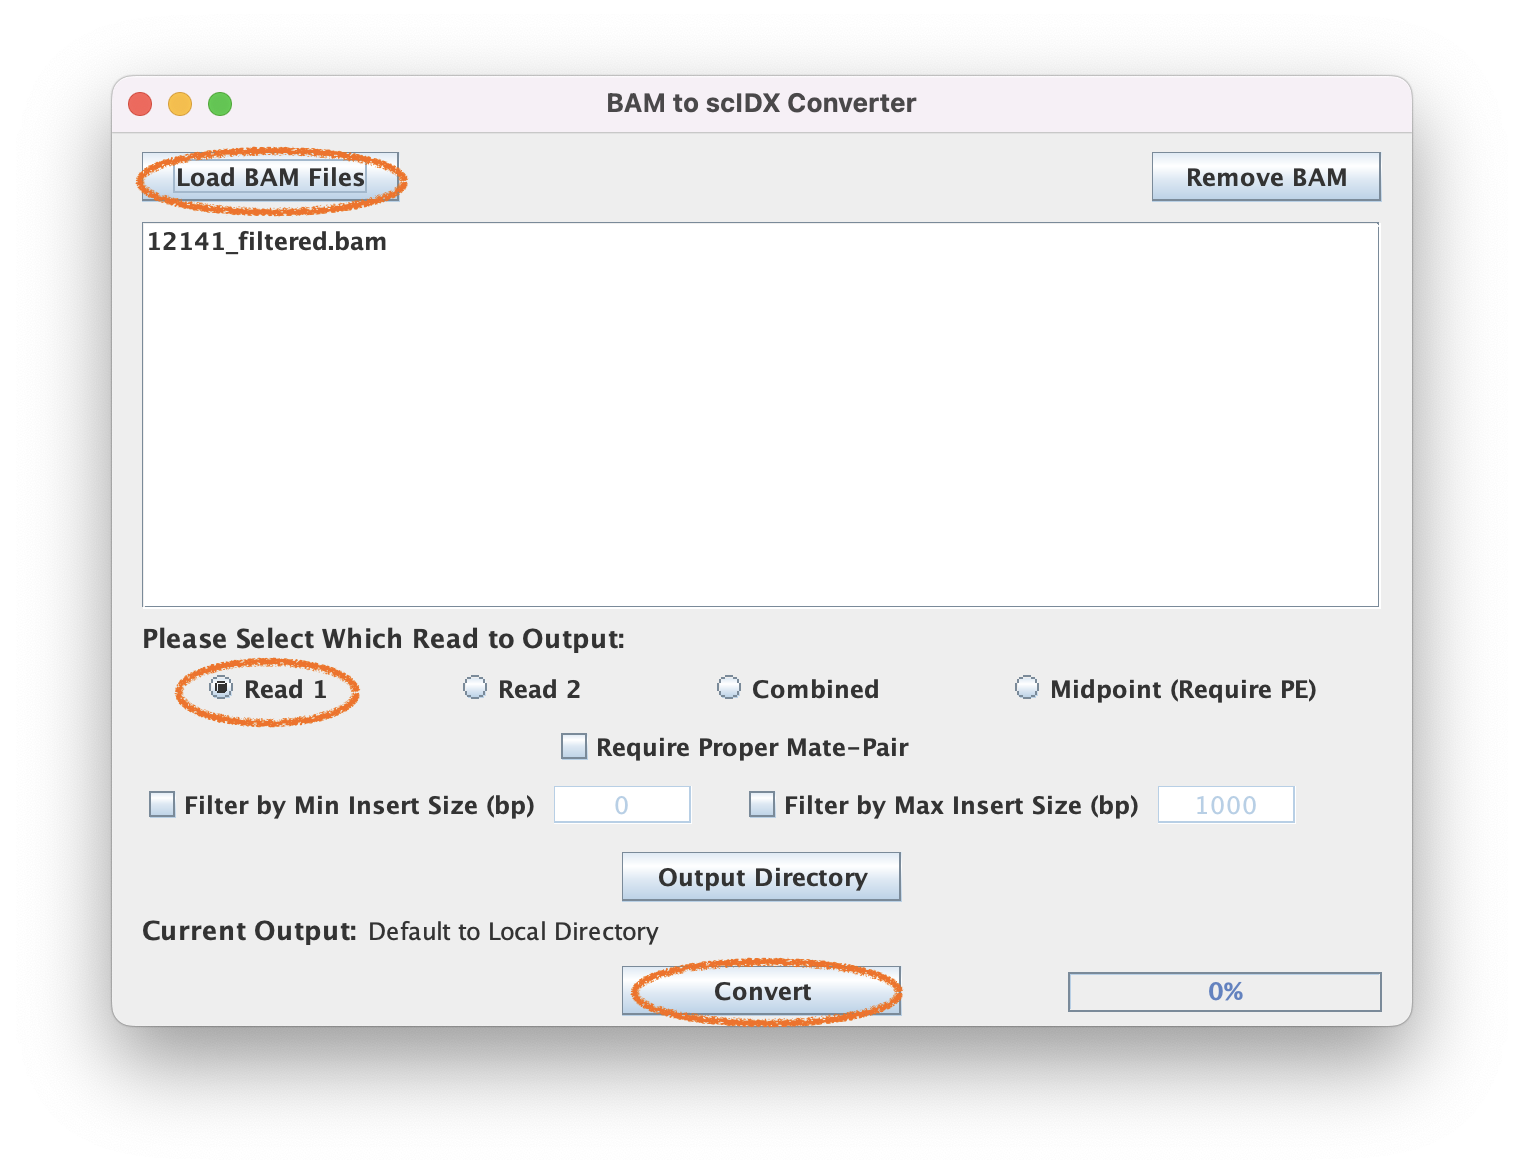 BAM to scIDX Converter
Load BAM Files
Remove BAM
12141_filtered.bam
Please Select Which Read to Output:
Read 1
Read 2
Combined
Midpoint (Require PE)
Require Proper Mate-Pair
Filter by Min Insert Size (bp)
0
Filter by Max Insert Size (bp)
1000
Output Directory
Current Output: Default to Local Directory
Convert
0%